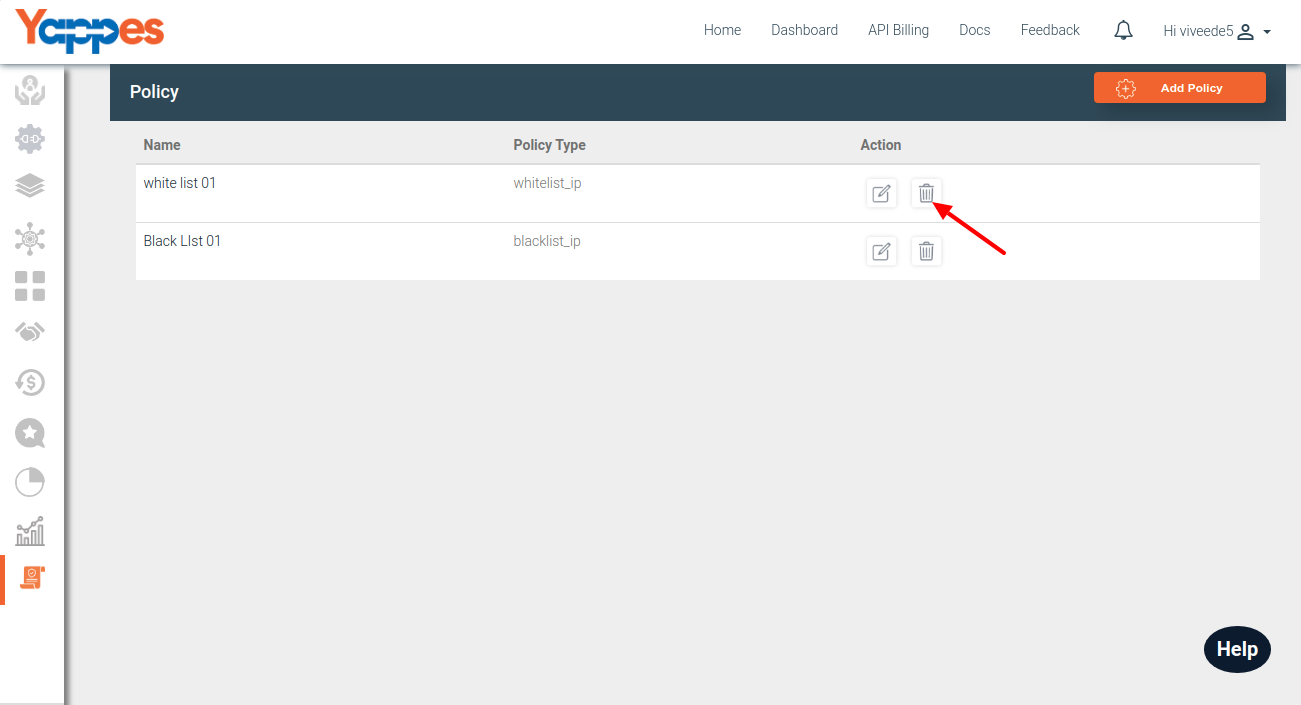 Yappes
Home Dashboard API Billing Docs Feedback Hi viveede5
Policy
Add Policy
Name Policy Type Action
white list 01 whitelist_ip
Black LIst 01 blacklist_ip
Help